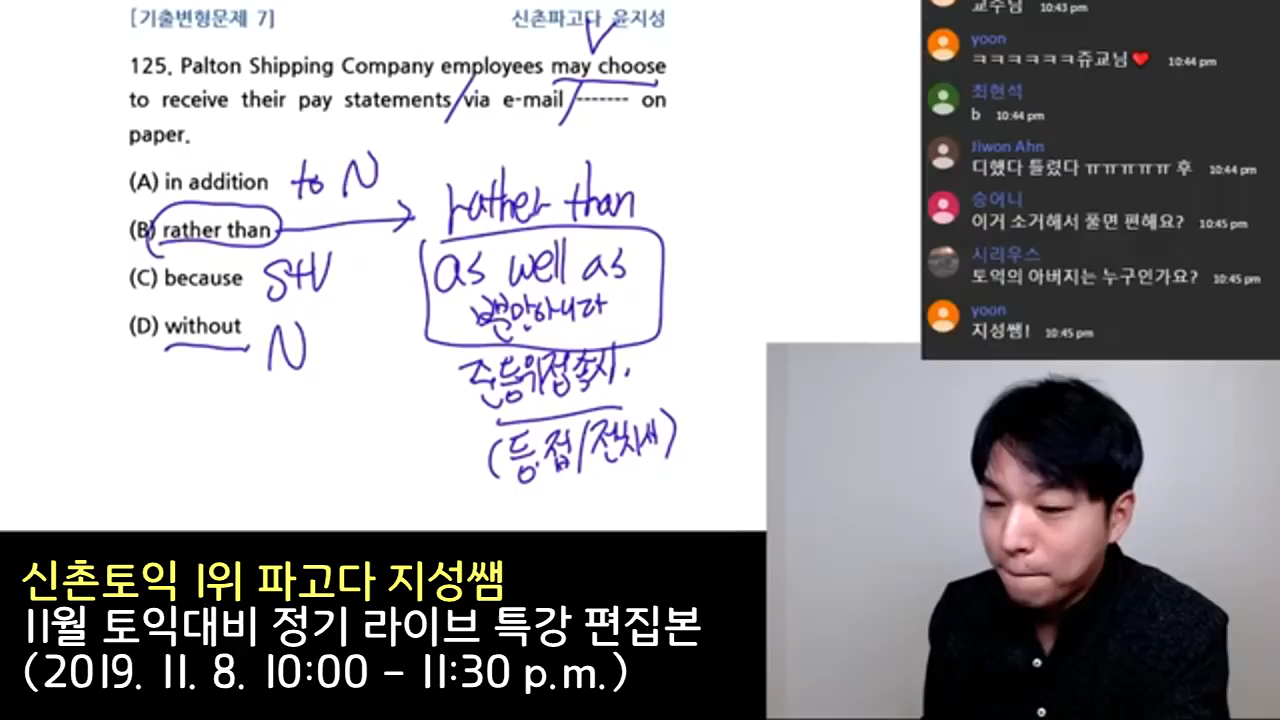 [기출변형문제 7]
신촌파고다 윤지성
125. Palton Shipping Company employees may choose
to receive their pay statements via e-mail ------- on
paper.
(A) in addition
to N
(B) rather than
(C) because
S+V
(D) without
N
rather than
as well as
뿐만아니라
준등위접속사.
(등.접/전치사)
교수님 10:43 pm
yoon
ㅋㅋㅋㅋㅋㅋ쥬교님❤ 10:44 pm
최현석
b 10:44 pm
Jiwon Ahn
디했다 틀렸다 ㅠㅠㅠㅠㅠ 후 10:44 pm
숭어니
이거 소거해서 풀면 편해요? 10:45 pm
시리우스
토익의 아버지는 누구인가요? 10:45 pm
yoon
지성쌤! 10:45 pm
신촌토익 1위 파고다 지성쌤
11월 토익대비 정기 라이브 특강 편집본
(2019. 11. 8. 10:00 - 11:30 p.m.)